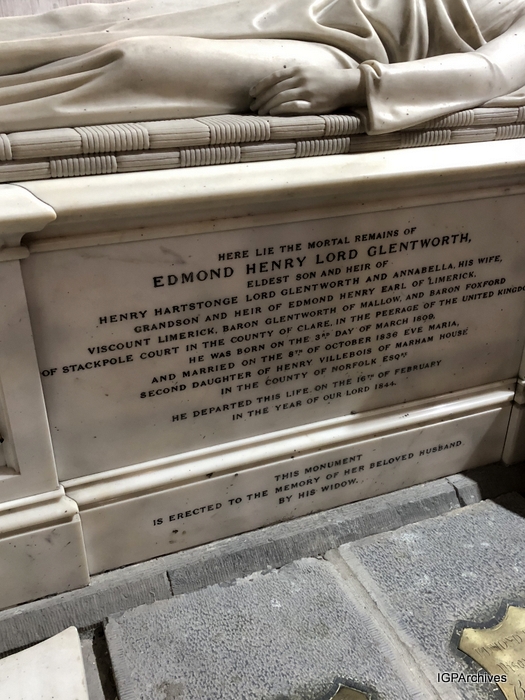 HERE LIE THE MORTAL REMAINS OF
EDMOND HENRY LORD GLENTWORTH,
ELDEST SON AND HEIR OF
HENRY HARTSTONGE LORD GLENTWORTH AND ANNABELLA, HIS WIFE,
GRANDSON AND HEIR OF EDMOND HENRY EARL OF LIMERICK.
VISCOUNT LIMERICK, BARON GLENTWORTH OF MALLOW, AND BARON FOXFORD
OF STACKPOLE COURT IN THE COUNTY OF CLARE, IN THE PEERAGE OF THE UNITED KINGDO
HE WAS BORN ON THE 3RD DAY OF MARCH 1809,
AND MARRIED ON THE 8TH OF OCTOBER 1836 EVE MARIA,
SECOND DAUGHTER OF HENRY VILLEBOIS OF MARHAM HOUSE
IN THE COUNTY OF NORFOLK ESQRE
HE DEPARTED THIS LIFE, ON THE 16TH OF FEBRUARY
IN THE YEAR OF OUR LORD 1844.
THIS MONUMENT
IS ERECTED TO THE MEMORY OF HER BELOVED HUSBAND
BY HIS WIDOW.
IGPArchives